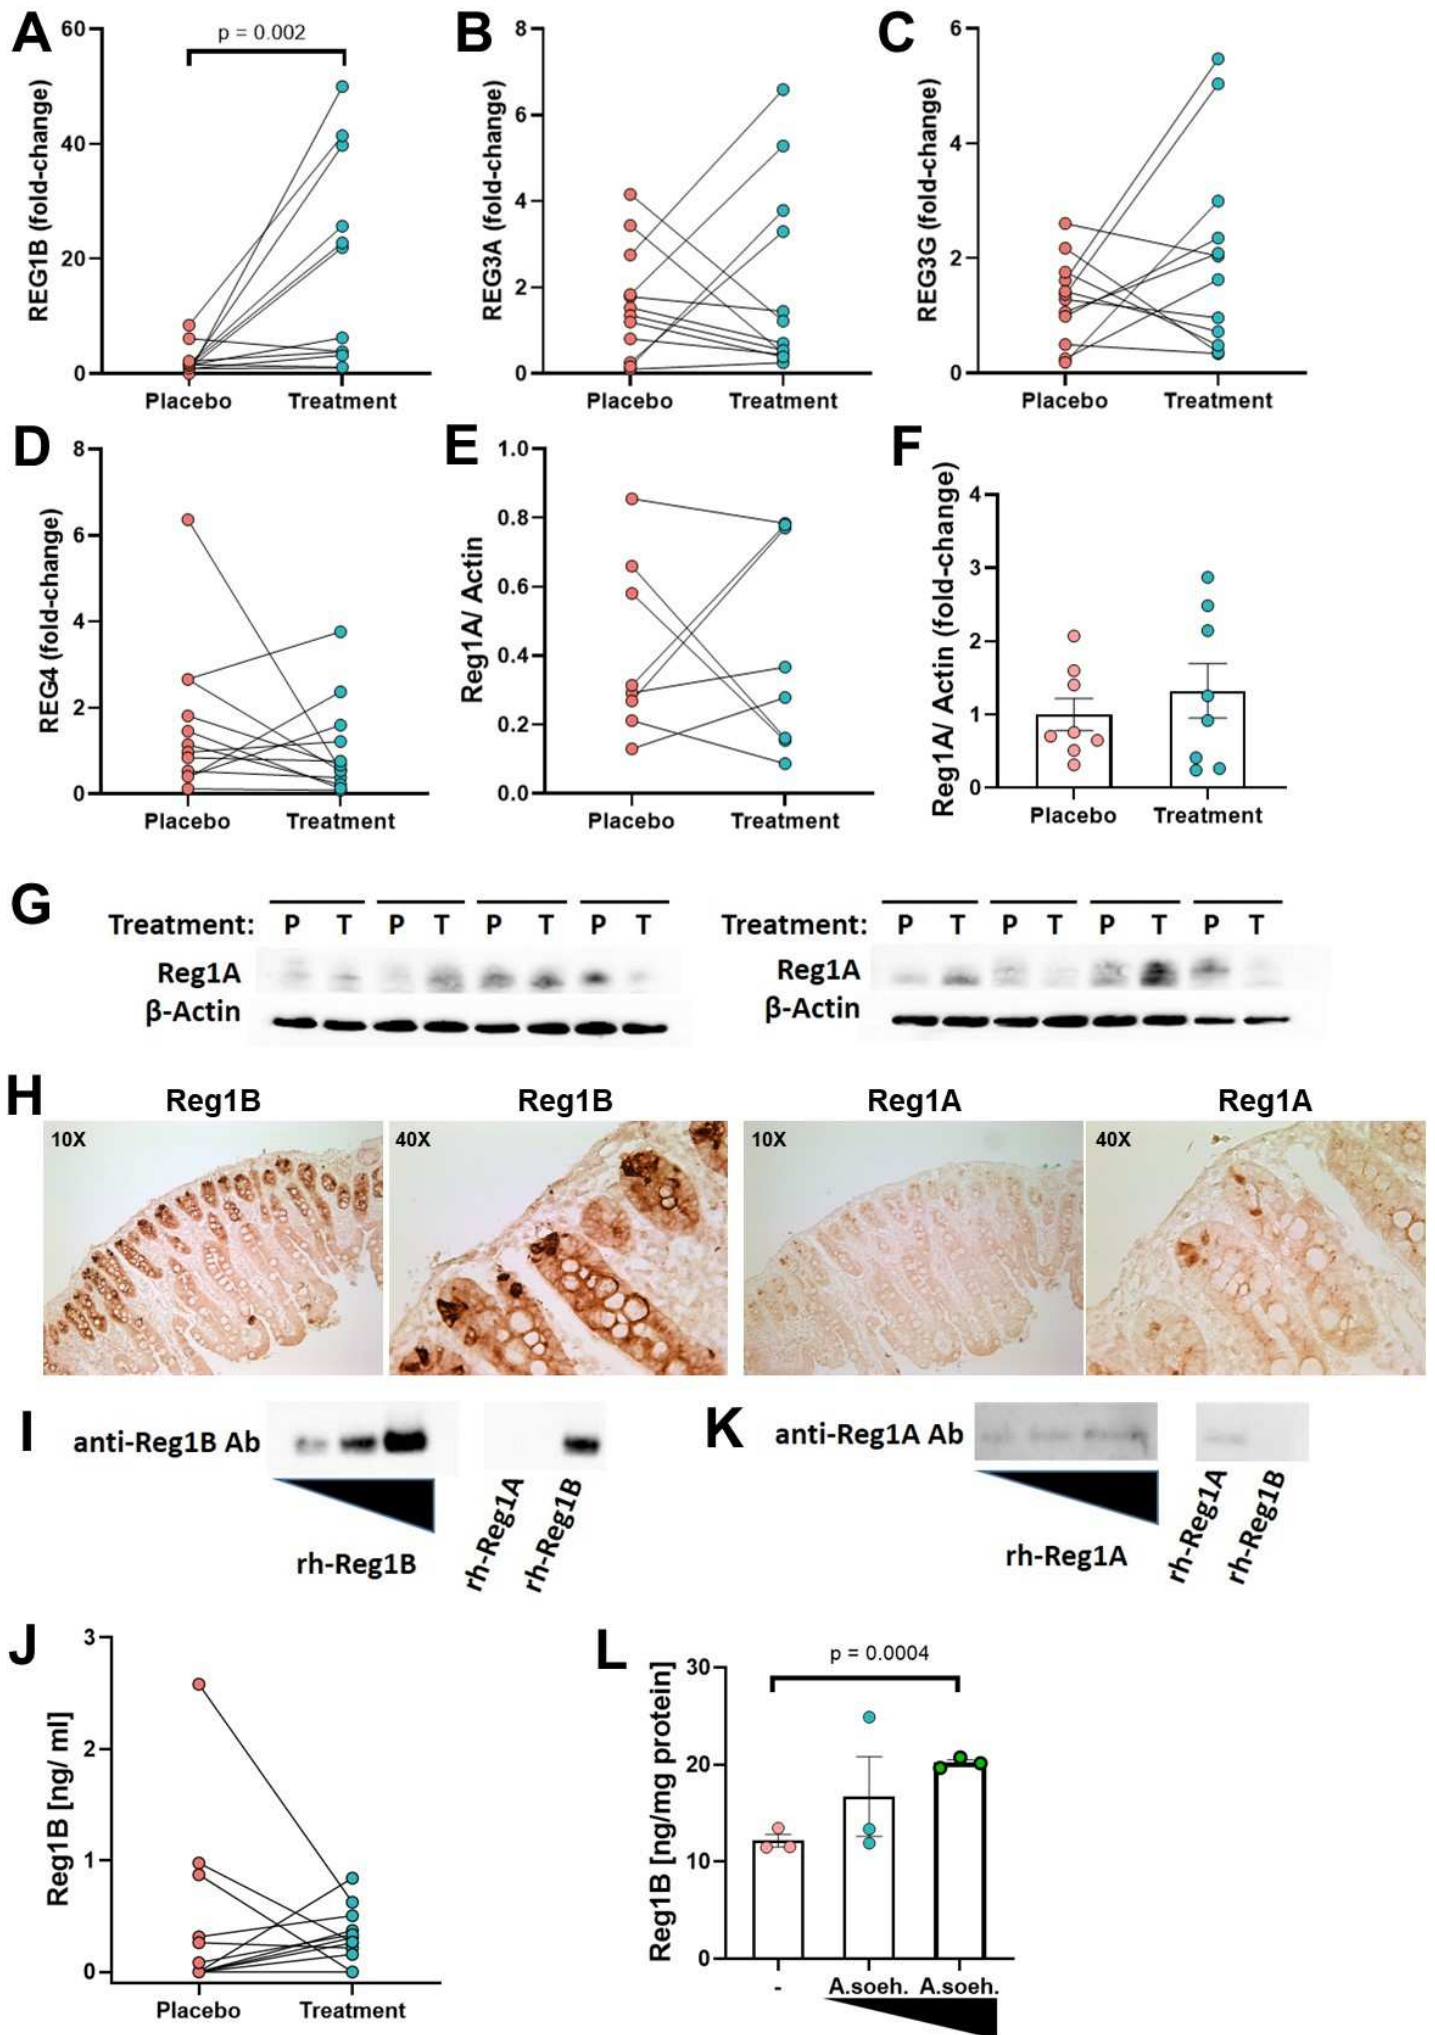 A
60
40
20
0
REG1B (fold-change)
p = 0.002
Placebo Treatment
B
8
6
4
2
0
REG3A (fold-change)
Placebo Treatment
C
6
4
2
0
REG3G (fold-change)
Placebo Treatment
D
8
6
4
2
0
REG4 (fold-change)
Placebo Treatment
E
1.0
0.8
0.6
0.4
0.2
0.0
Reg1A/ Actin
Placebo Treatment
F
4
3
2
1
0
Reg1A/ Actin (fold-change)
Placebo Treatment
G
Treatment: P T P T P T P T
Reg1A
β-Actin
Treatment: P T P T P T P T
Reg1A
β-Actin
H
Reg1B Reg1B Reg1A Reg1A
10X 40X 10X 40X
I
anti-Reg1B Ab
rh-Reg1B
rh-Reg1A
rh-Reg1B
K
anti-Reg1A Ab
rh-Reg1A
rh-Reg1A
rh-Reg1B
J
3
2
1
0
Reg1B [ng/ ml]
Placebo Treatment
L
30
20
10
0
Reg1B [ng/mg protein]
p = 0.0004
- A.soeh. A.soeh.